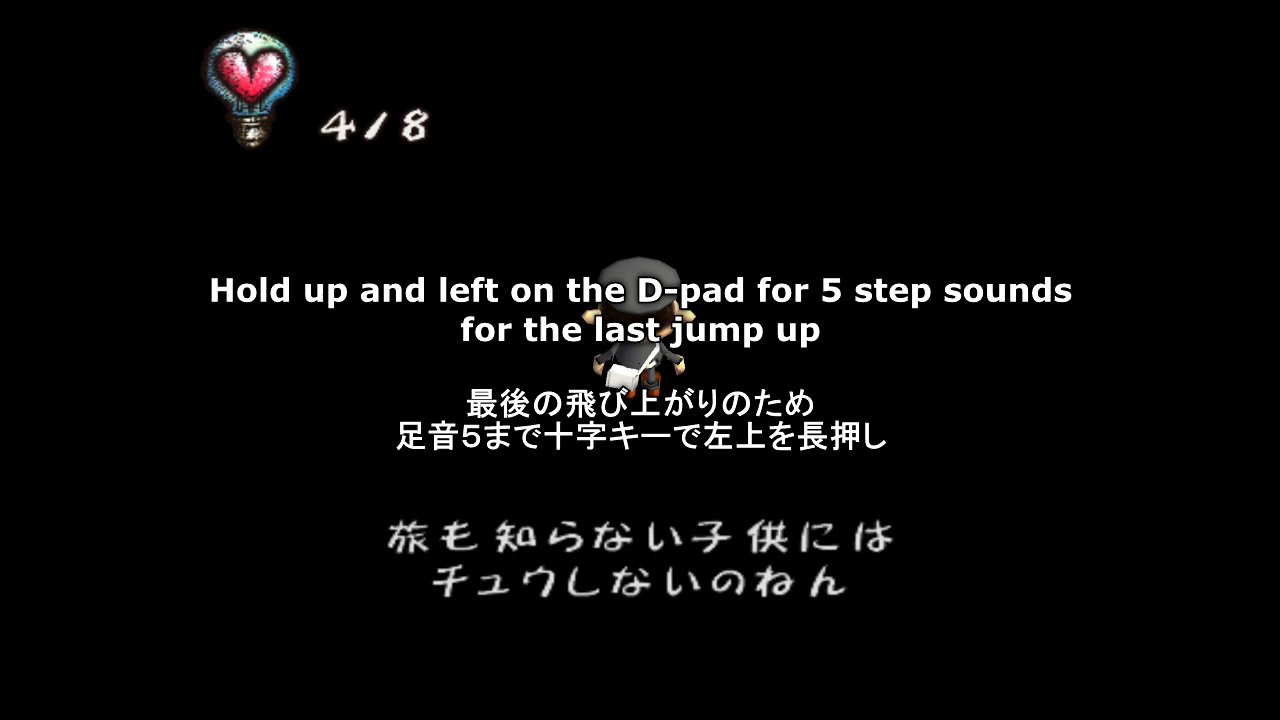 4/8
Hold up and left on the D-pad for 5 step sounds
for the last jump up
最後の飛び上がりのため
足音5まで十字キーで左上を長押し
旅も知らない子供には
チュウしないのねん